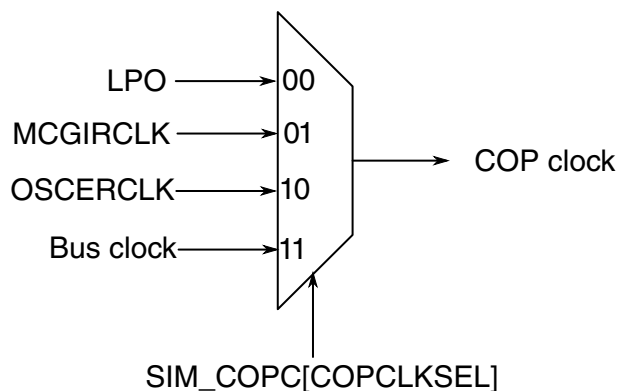 LPO 00
MCGIRCLK 01
OSCERCLK 10
Bus clock 11
COP clock
SIM_COPC[COPCLKSEL]